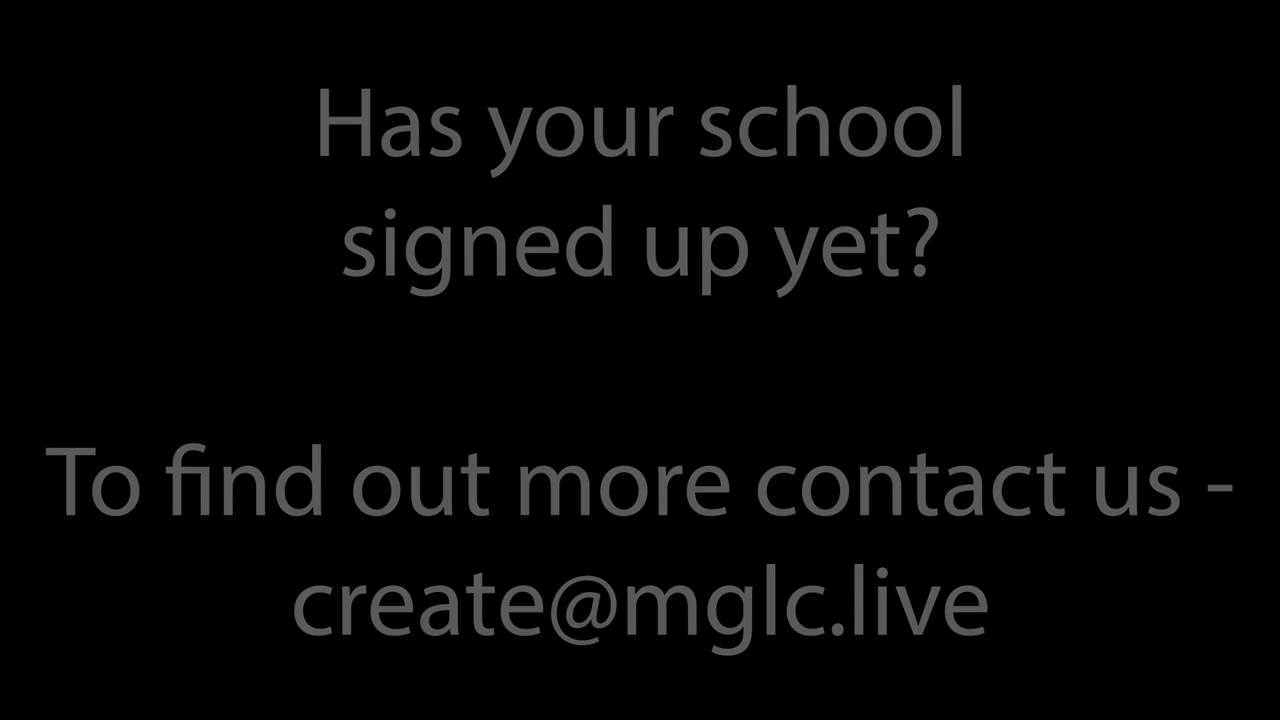 Has your school
signed up yet?
To find out more contact us -
create@mglc.live